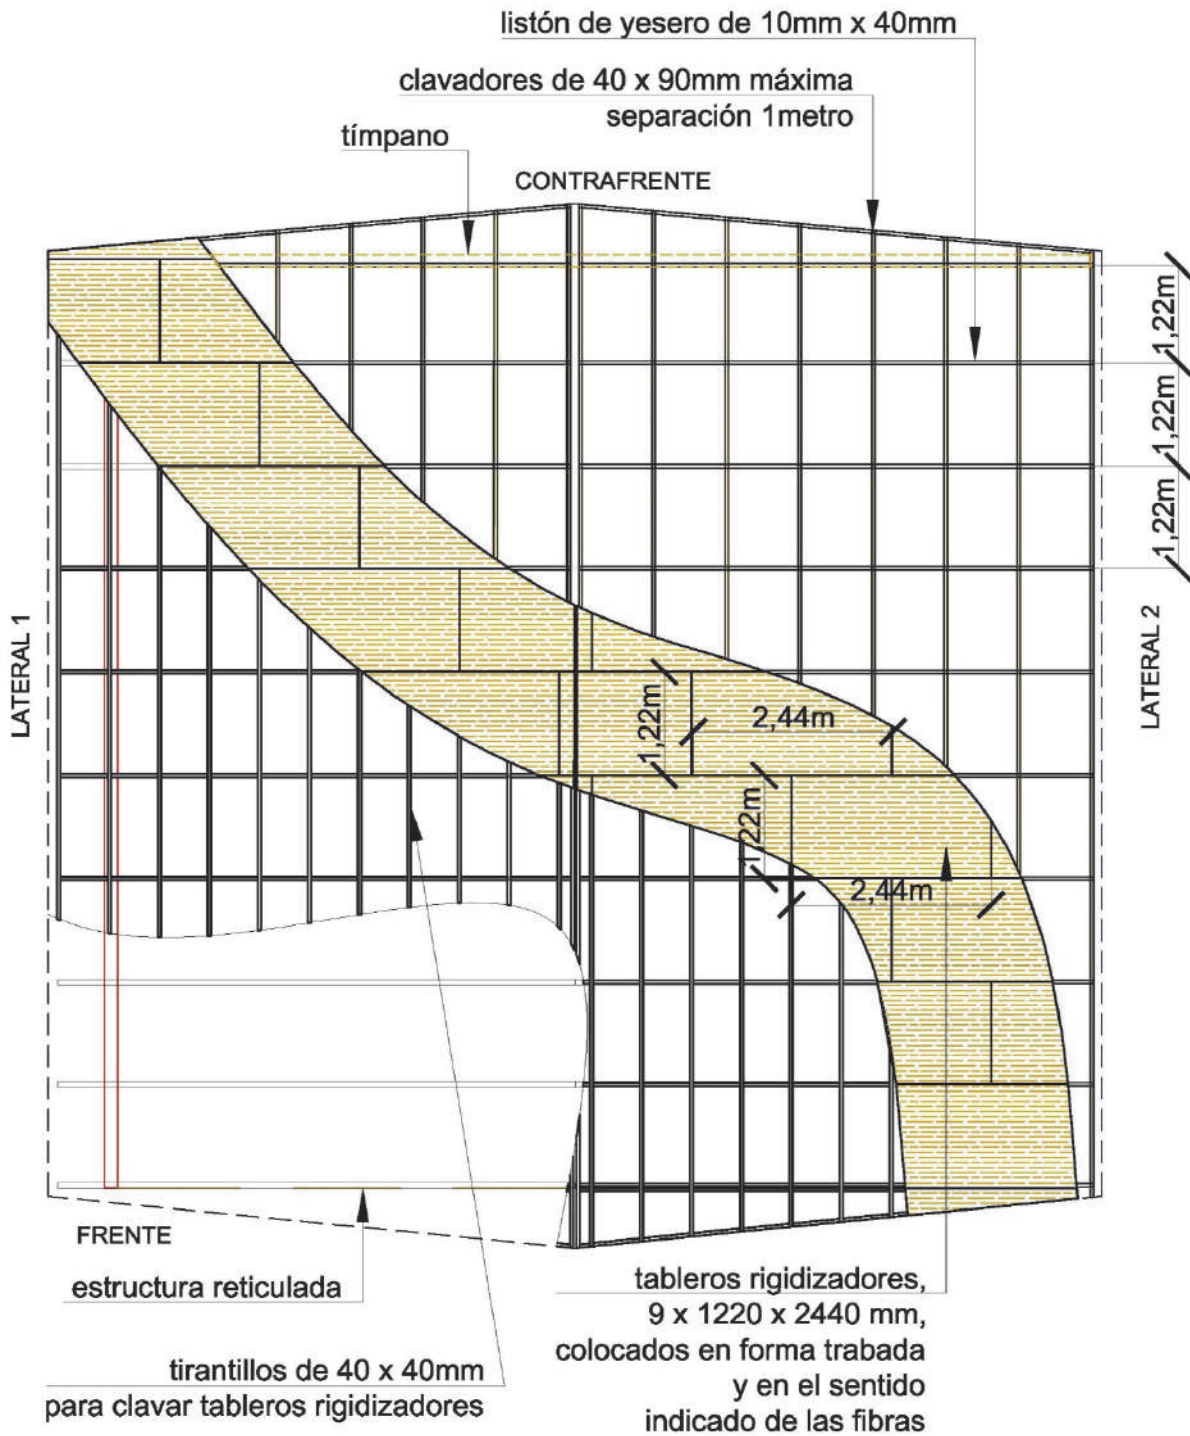 listón de yesero de 10mm x 40mm
clavadores de 40 x 90mm máxima
separación 1metro
tímpano
CONTRAFRENTE
1,22m
1,22m
1,22m
LATERAL 1
LATERAL 2
1,22m
2,44m
1,22m
2,44m
FRENTE
estructura reticulada
tirantillos de 40 x 40mm
para clavar tableros rigidizadores
tableros rigidizadores,
9 x 1220 x 2440 mm,
colocados en forma trabada
y en el sentido
indicado de las fibras